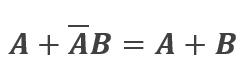 A + A̅B = A + B